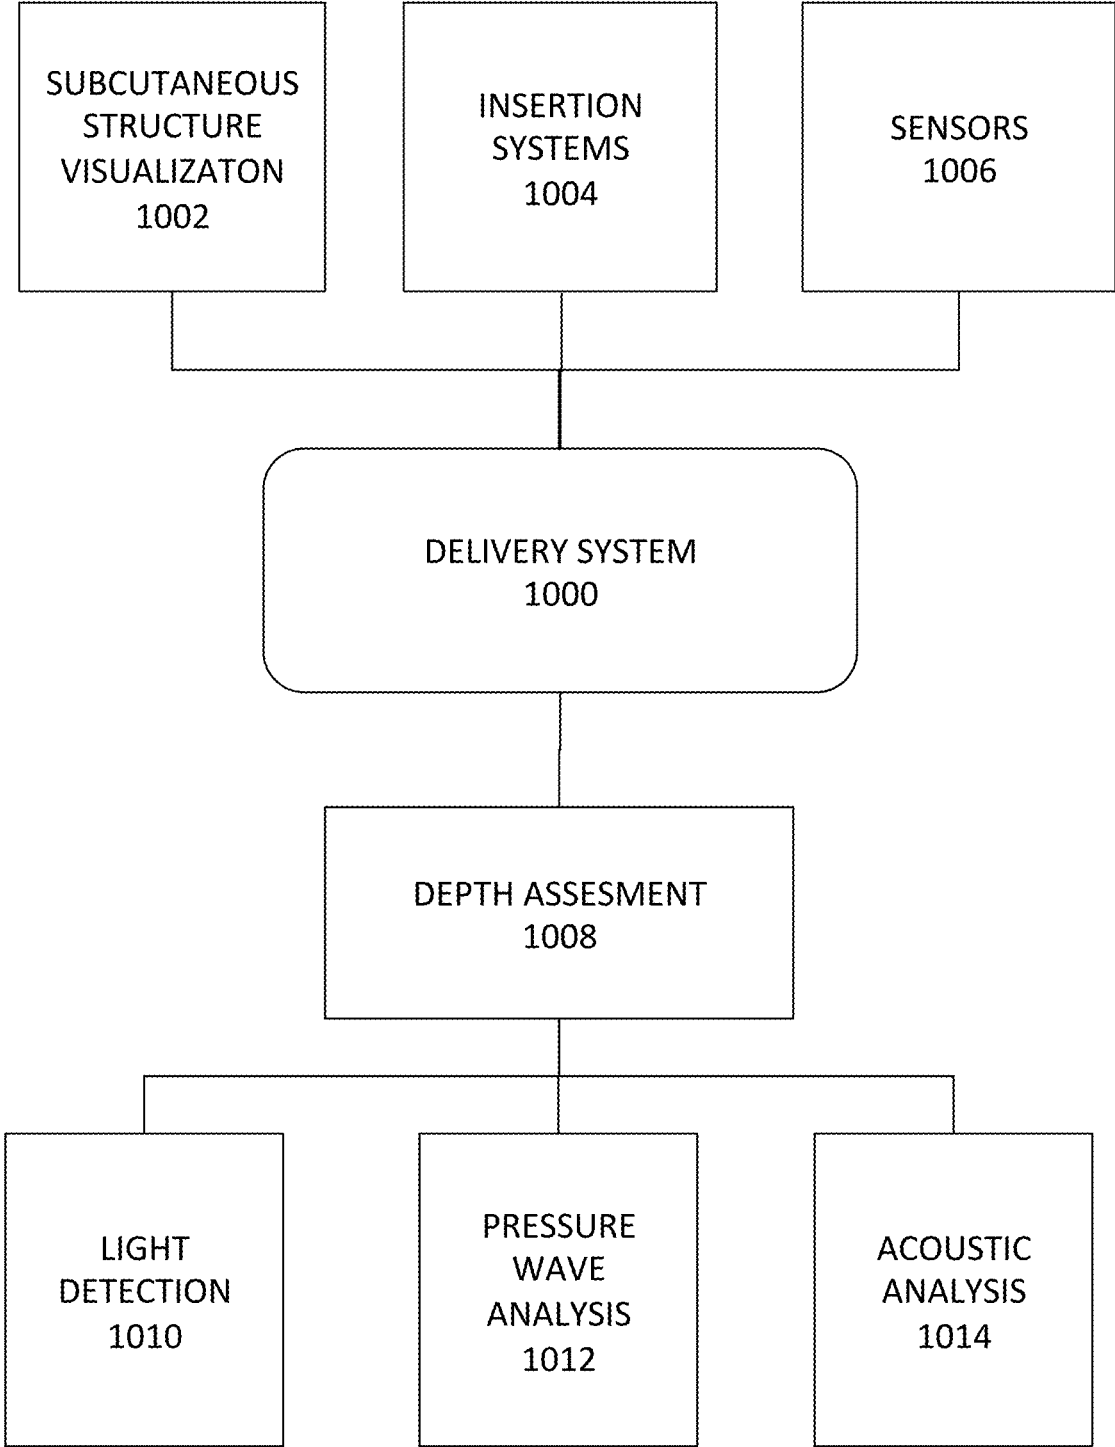 SUBCUTANEOUS
STRUCTURE
VISUALIZATON
1002
INSERTION
SYSTEMS
1004
SENSORS
1006
DELIVERY SYSTEM
1000
DEPTH ASSESMENT
1008
LIGHT
DETECTION
1010
PRESSURE
WAVE
ANALYSIS
1012
ACOUSTIC
ANALYSIS
1014